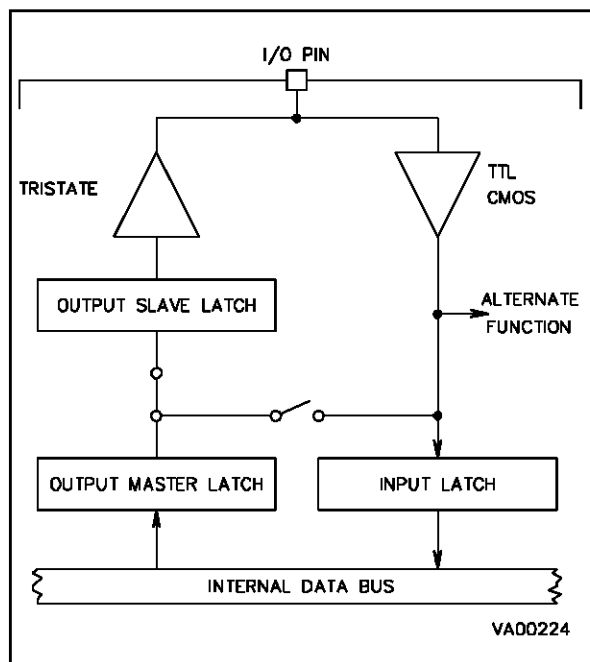 I/O PIN
TRISTATE
TTL
CMOS
OUTPUT SLAVE LATCH
ALTERNATE
FUNCTION
OUTPUT MASTER LATCH
INPUT LATCH
INTERNAL DATA BUS
VA00224